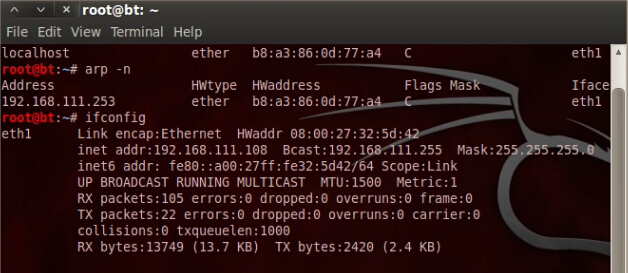 root@bt: ~
File Edit View Terminal Help
localhost ether b8:a3:86:0d:77:a4 C eth1
root@bt:~# arp -n
Address HWtype HWaddress Flags Mask Iface
192.168.111.253 ether b8:a3:86:0d:77:a4 C eth1
root@bt:~# ifconfig
eth1 Link encap:Ethernet HWaddr 08:00:27:32:5d:42
inet addr:192.168.111.108 Bcast:192.168.111.255 Mask:255.255.255.0
inet6 addr: fe80::a00:27ff:fe32:5d42/64 Scope:Link
UP BROADCAST RUNNING MULTICAST MTU:1500 Metric:1
RX packets:105 errors:0 dropped:0 overruns:0 frame:0
TX packets:22 errors:0 dropped:0 overruns:0 carrier:0
collisions:0 txqueuelen:1000
RX bytes:13749 (13.7 KB) TX bytes:2420 (2.4 KB)